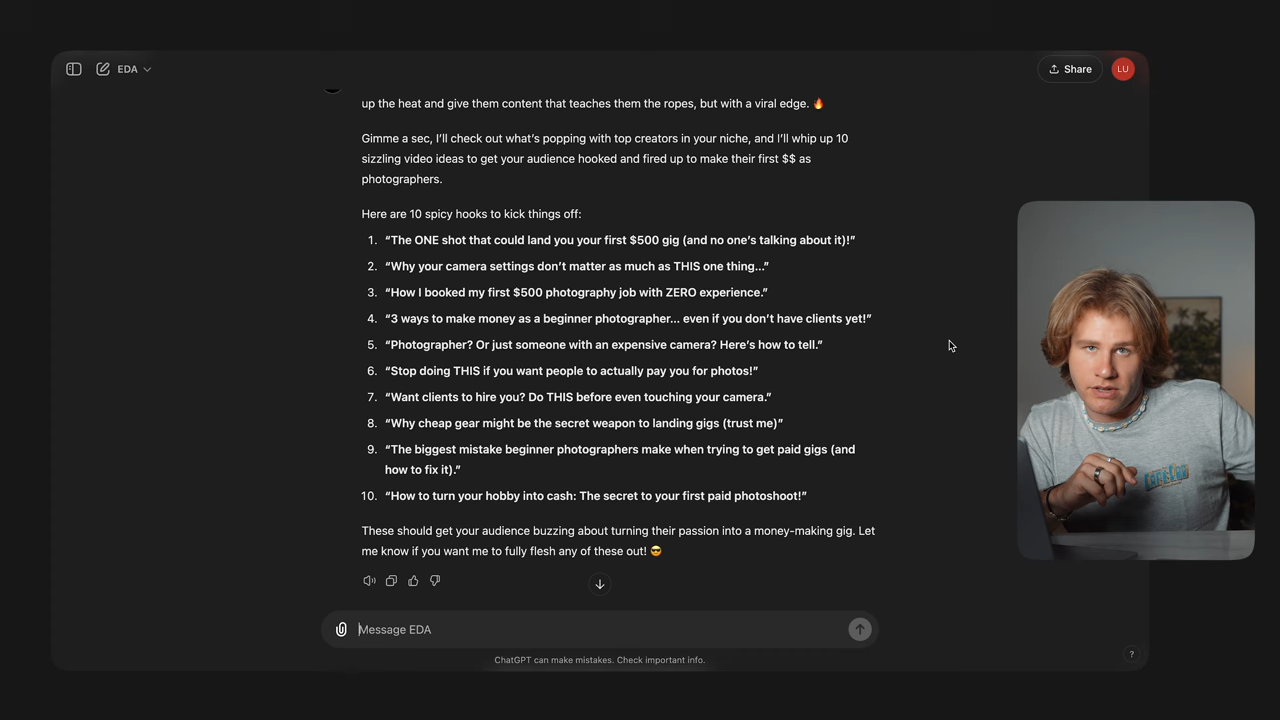 EDA
Share
LU
up the heat and give them content that teaches them the ropes, but with a viral edge. 🔥
Gimme a sec, I’ll check out what’s popping with top creators in your niche, and I’ll whip up 10
sizzling video ideas to get your audience hooked and fired up to make their first $$ as
photographers.
Here are 10 spicy hooks to kick things off:
1. “The ONE shot that could land you your first $500 gig (and no one’s talking about it)!”
2. “Why your camera settings don’t matter as much as THIS one thing...”
3. “How I booked my first $500 photography job with ZERO experience.”
4. “3 ways to make money as a beginner photographer... even if you don’t have clients yet!”
5. “Photographer? Or just someone with an expensive camera? Here’s how to tell.”
6. “Stop doing THIS if you want people to actually pay you for photos!”
7. “Want clients to hire you? Do THIS before even touching your camera.”
8. “Why cheap gear might be the secret weapon to landing gigs (trust me)”
9. “The biggest mistake beginner photographers make when trying to get paid gigs (and
how to fix it).”
10. “How to turn your hobby into cash: The secret to your first paid photoshoot!”
These should get your audience buzzing about turning their passion into a money-making gig. Let
me know if you want me to fully flesh any of these out! 😎
Message EDA
ChatGPT can make mistakes. Check important info.
?